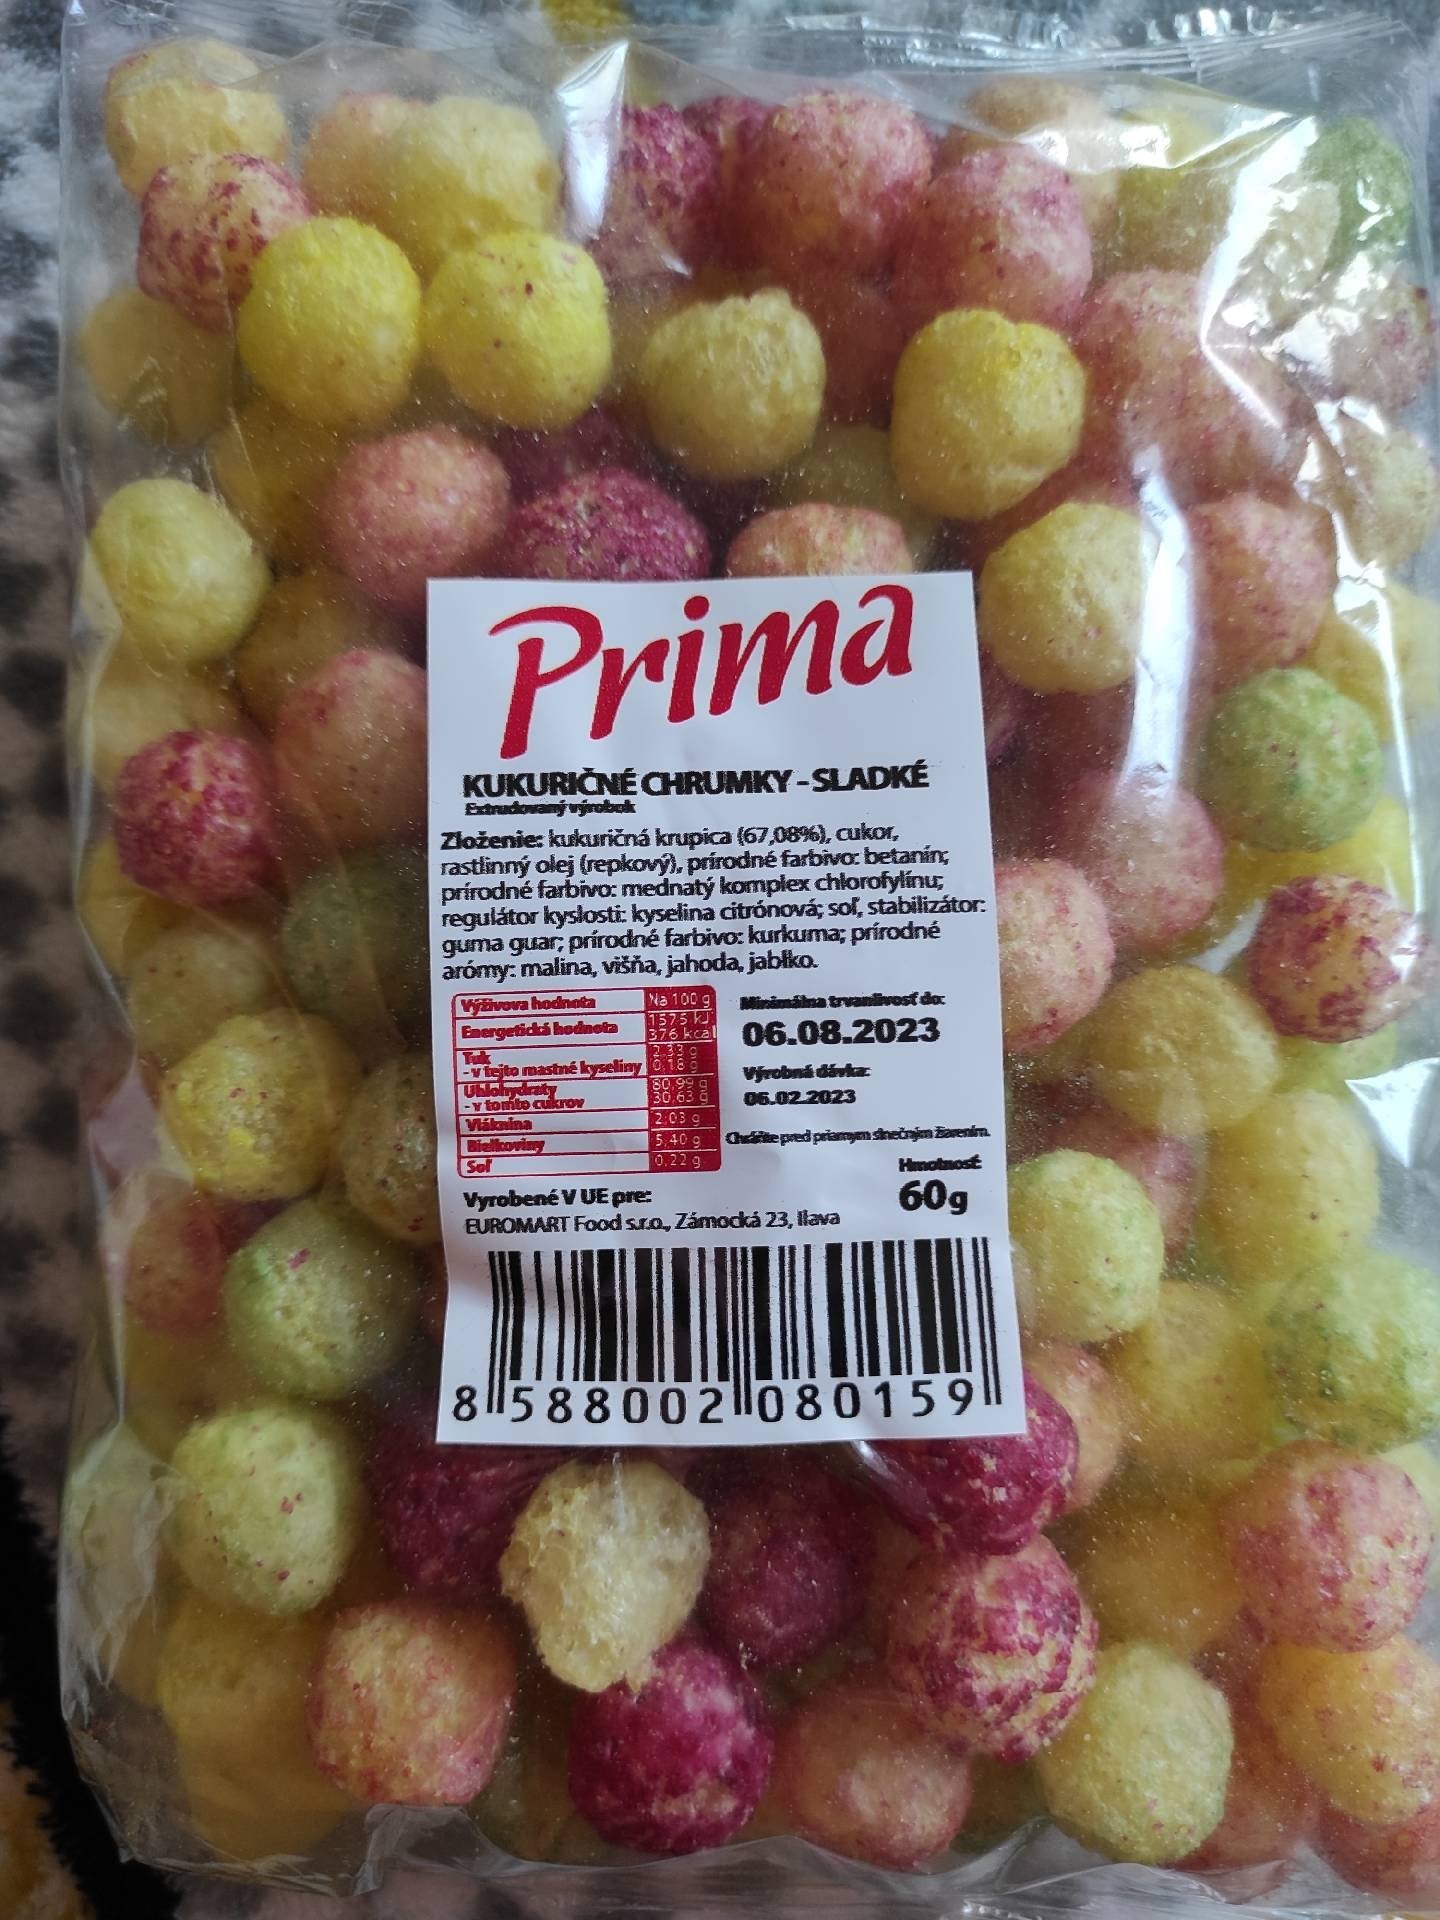 Prima
KUKURIČNÉ CHRUMKY - SLADKÉ
Extrudovaný výrobok
Zloženie: kukuričná krupica (67,08%), cukor,
rastlinný olej (repkový), prírodné farbivo: betanín;
prírodné farbivo: mednatý komplex chlorofylínu;
regulátor kyslosti: kyselina citrónová; soľ, stabilizátor:
guma guar; prírodné farbivo: kurkuma; prírodné
arómy: malina, višňa, jahoda, jabłko.
Výživova hodnota Na 100 g
Energetická hodnota 1575 kJ
376 kcal
Tuk 2.33 g
- v tejto mastné kyseliny 0,18 g
Uhlohydraty 80,99 g
- v tomto cukrov 30,63 g
Vláknina 2,03 g
Bielkoviny 5,40 g
Soľ 0,22 g
Minimálna trvanlivosť do:
06.08.2023
Výrobná dávka:
06.02.2023
Chráňte pred priamym slnečným žiarením.
Hmotnosť:
60g
Vyrobené V UE pre:
EUROMART Food s.r.o., Zámocká 23, Ilava
8 588002 080159